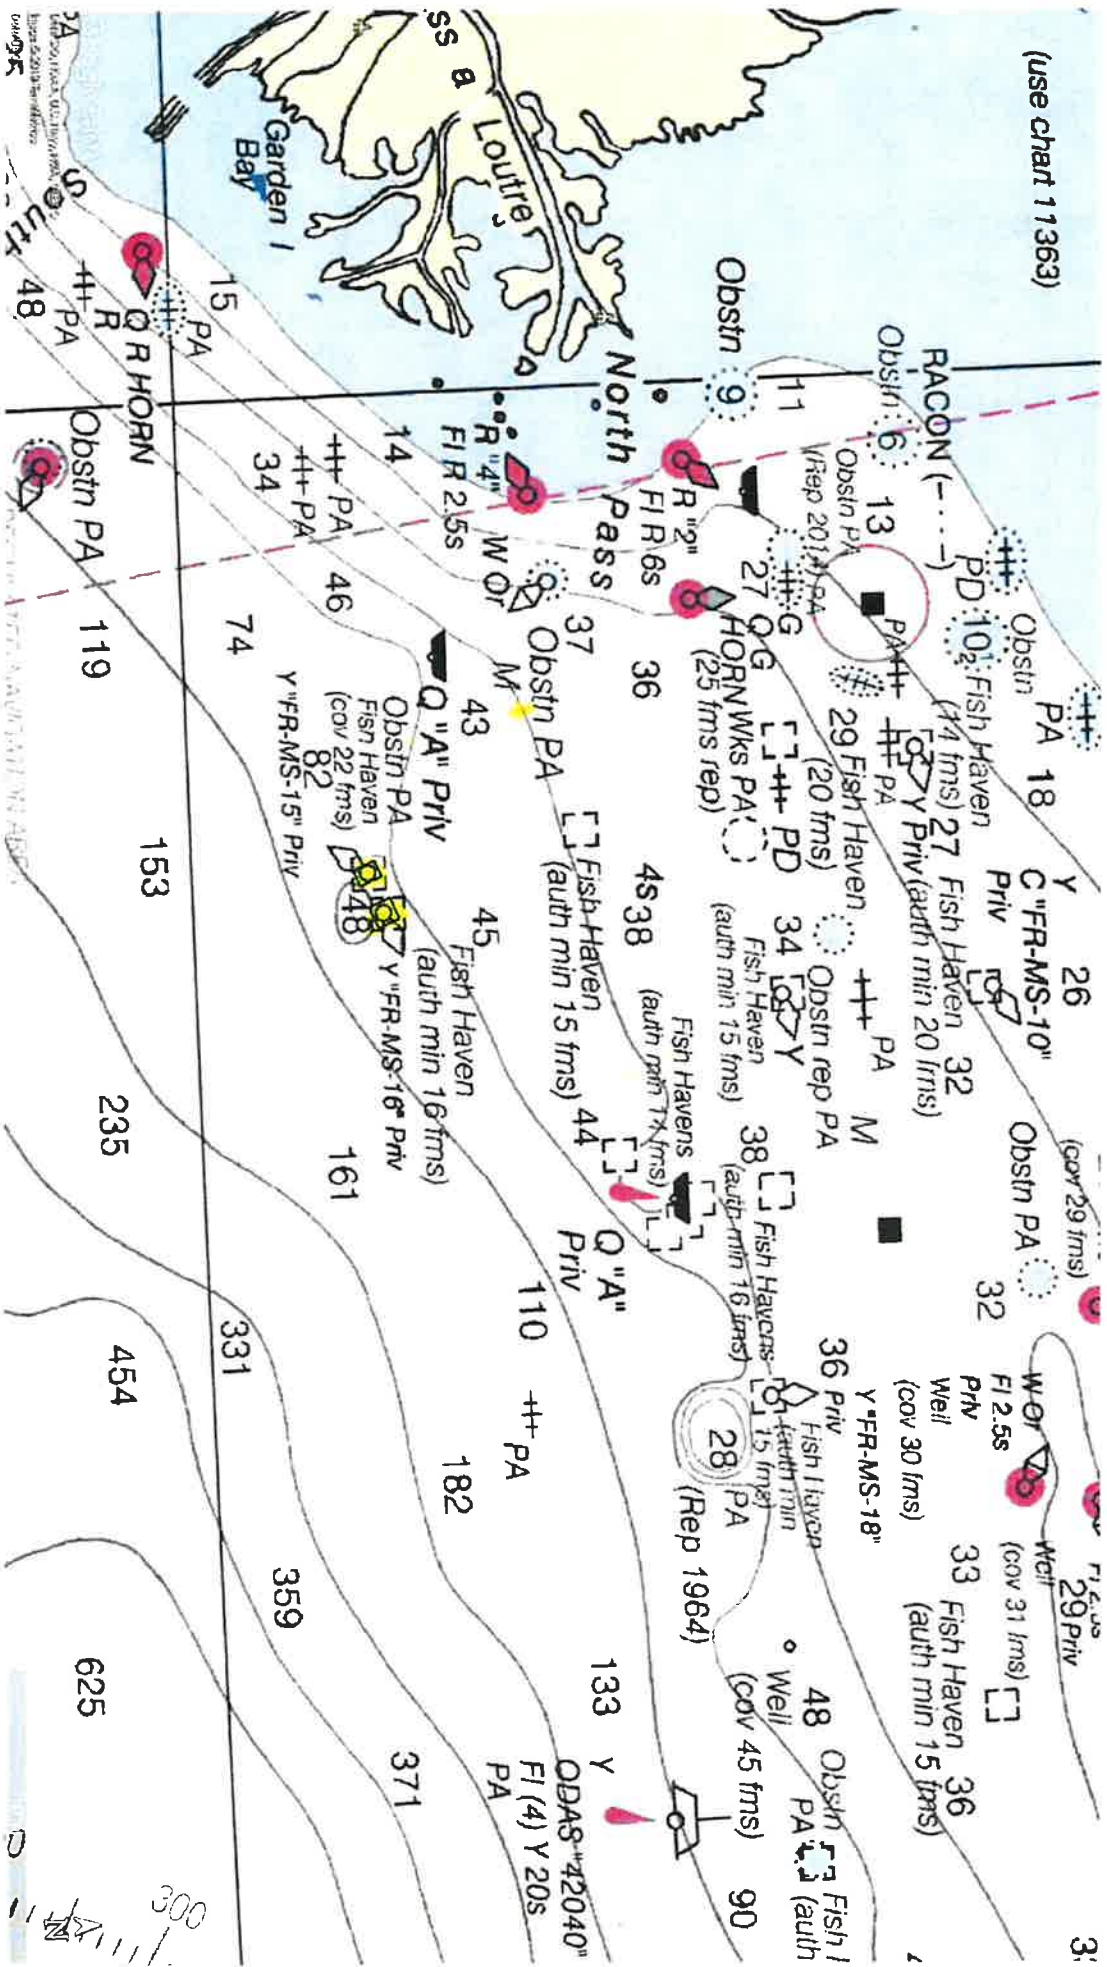 (use chart 11363)
RACON ( - · · - )
Obstn
PA
18
Y
C "FR-MS-10"
Priv
26
(cov 29 fms)
Obstn PA
32
W Or
Fl 2.5s
Priv
Well
(cov 30 fms)
Well
(cov 31 fms)
29 Priv
33
Fish Haven
(auth min 15 fms)
36
PD
10
2
Fish Haven
(14 fms)
27
Fish Haven
(auth min 20 fms)
32
Obstn
6
13
Obstn PA
(Rep 2014)
PA
PA
PA
Y Priv
29
Fish Haven
(20 fms)
PA
M
Obstn rep PA
36
Priv
Y "FR-MS-18"
11
Obstn
9
G
27
Q G
HORN
Wks PA
(25 fms rep)
PD
34
Y
Fish Haven
(auth min 15 fms)
38
Fish Havens
(auth min 16 fms)
Fish Haven
(auth min
15 fms)
28
PA
(Rep 1964)
Well
(cov 45 fms)
48
Obstn
PA
(auth
90
North Pass
R "2"
Fl R 6s
36
4s
38
Fish Havens
(auth min 14 fms)
ss a Loutre
R "4"
Fl R 2.5s
W Or
37
Obstn PA
M
Fish Haven
(auth min 15 fms)
44
Q "A"
Priv
110
PA
133
Y
ODAS "42040"
Fl (4) Y 20s
PA
Garden I
Bay
14
PA
PA
34
46
43
Q "A" Priv
45
Obstn PA
Fish Haven
(cov 22 fms)
82
Y "FR-MS-15" Priv
48
Fish Haven
(auth min 16 fms)
Y "FR-MS-16" Priv
161
182
359
371
15
PA
PA
Q R HORN
R
48
Obstn PA
74
119
153
235
331
454
625
S
300
N